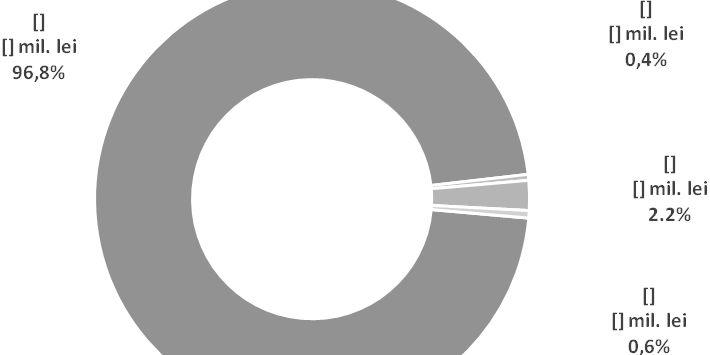 []
[] mil. lei
96,8%
[]
[] mil. lei
0,4%
[]
[] mil. lei
2.2%
[]
[] mil. lei
0,6%